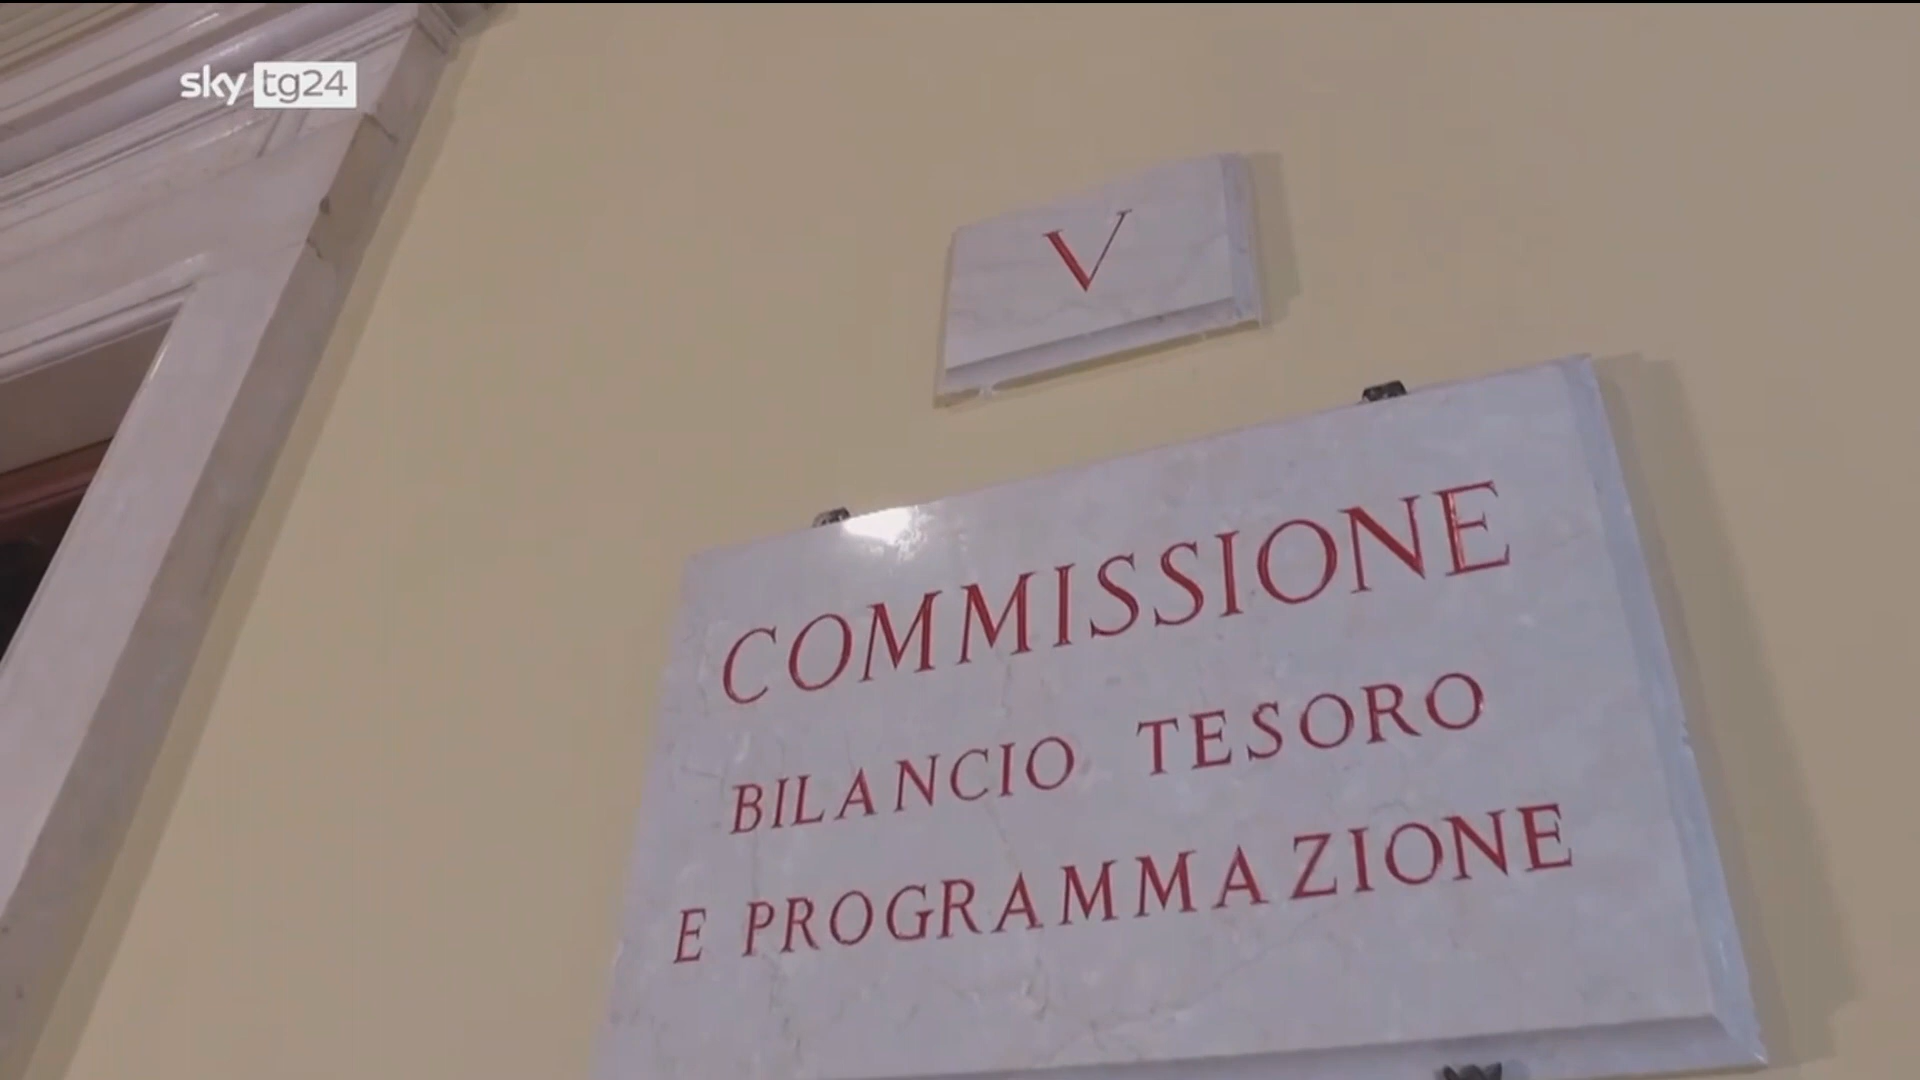 sky tg24
V
COMMISSIONE
BILANCIO TESORO
E PROGRAMMAZIONE